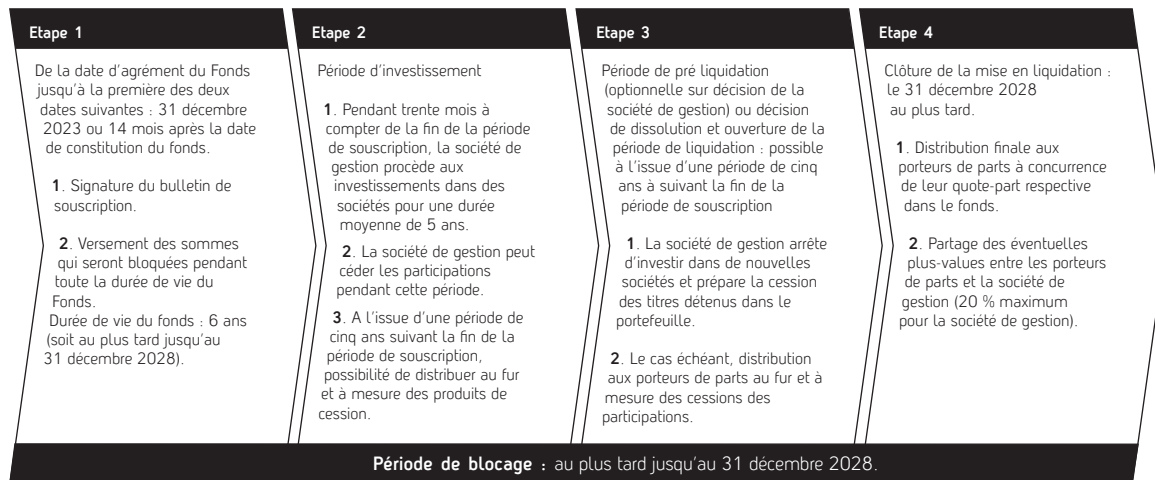 Etape 1
De la date d'agrément du Fonds
jusqu'à la première des deux
dates suivantes : 31 décembre
2023 ou 14 mois après la date
de constitution du fonds.
1. Signature du bulletin de
souscription.
2. Versement des sommes
qui seront bloquées pendant
toute la durée de vie du
Fonds.
Durée de vie du fonds : 6 ans
(soit au plus tard jusqu'au
31 décembre 2028).
Etape 2
Période d'investissement
1. Pendant trente mois à
compter de la fin de la période
de souscription, la société de
gestion procède aux
investissements dans des
sociétés pour une durée
moyenne de 5 ans.
2. La société de gestion peut
céder les participations
pendant cette période.
3. A l'issue d'une période de
cinq ans suivant la fin de la
période de souscription,
possibilité de distribuer au fur
et à mesure des produits de
cession.
Etape 3
Période de pré liquidation
(optionnelle sur décision de la
société de gestion) ou décision
de dissolution et ouverture de la
période de liquidation : possible
à l'issue d'une période de cinq
ans à suivant la fin de la
période de souscription
1. La société de gestion arrête
d'investir dans de nouvelles
sociétés et prépare la cession
des titres détenus dans le
portefeuille.
2. Le cas échéant, distribution
aux porteurs de parts au fur et à
mesure des cessions des
participations.
Etape 4
Clôture de la mise en liquidation :
le 31 décembre 2028
au plus tard.
1. Distribution finale aux
porteurs de parts à concurrence
de leur quote-part respective
dans le fonds.
2. Partage des éventuelles
plus-values entre les porteurs
de parts et la société de
gestion (20 % maximum
pour la société de gestion).
Période de blocage : au plus tard jusqu'au 31 décembre 2028.